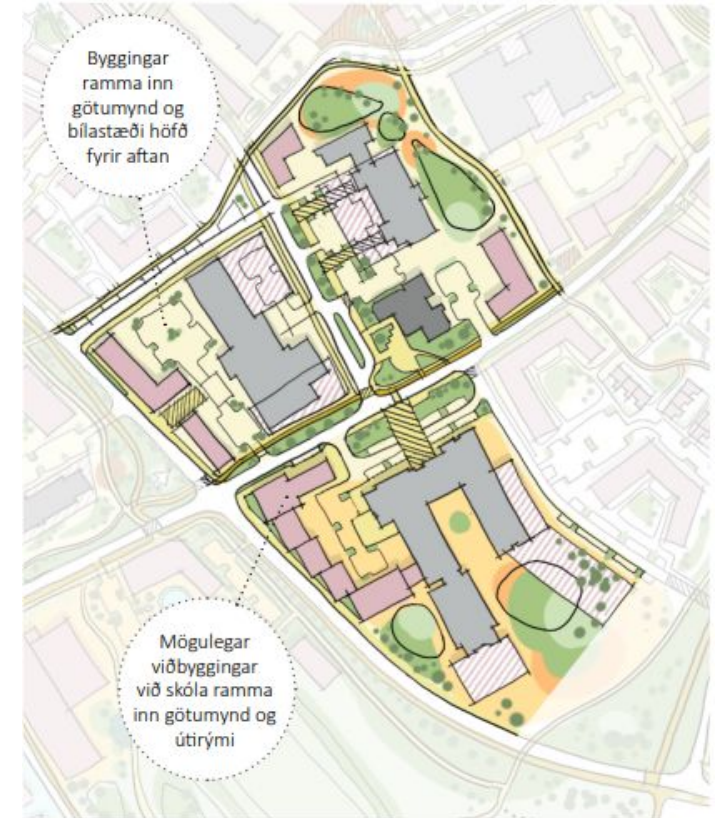 Byggingar
ramma inn
götumynd og
bílastæði höfð
fyrir aftan
Mögulegar
viðbyggingar
við skóla ramma
inn götumynd og
útirými